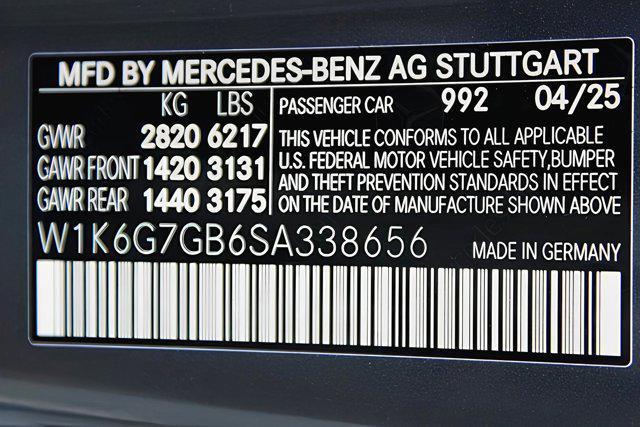 MFD BY MERCEDES-BENZ AG STUTTGART
KG LBS
GVWR 2820 6217
GAWR FRONT 1420 3131
GAWR REAR 1440 3175
PASSENGER CAR 992 04/25
THIS VEHICLE CONFORMS TO ALL APPLICABLE
U.S. FEDERAL MOTOR VEHICLE SAFETY,BUMPER
AND THEFT PREVENTION STANDARDS IN EFFECT
ON THE DATE OF MANUFACTURE SHOWN ABOVE
W1K6G7GB6SA338656 MADE IN GERMANY